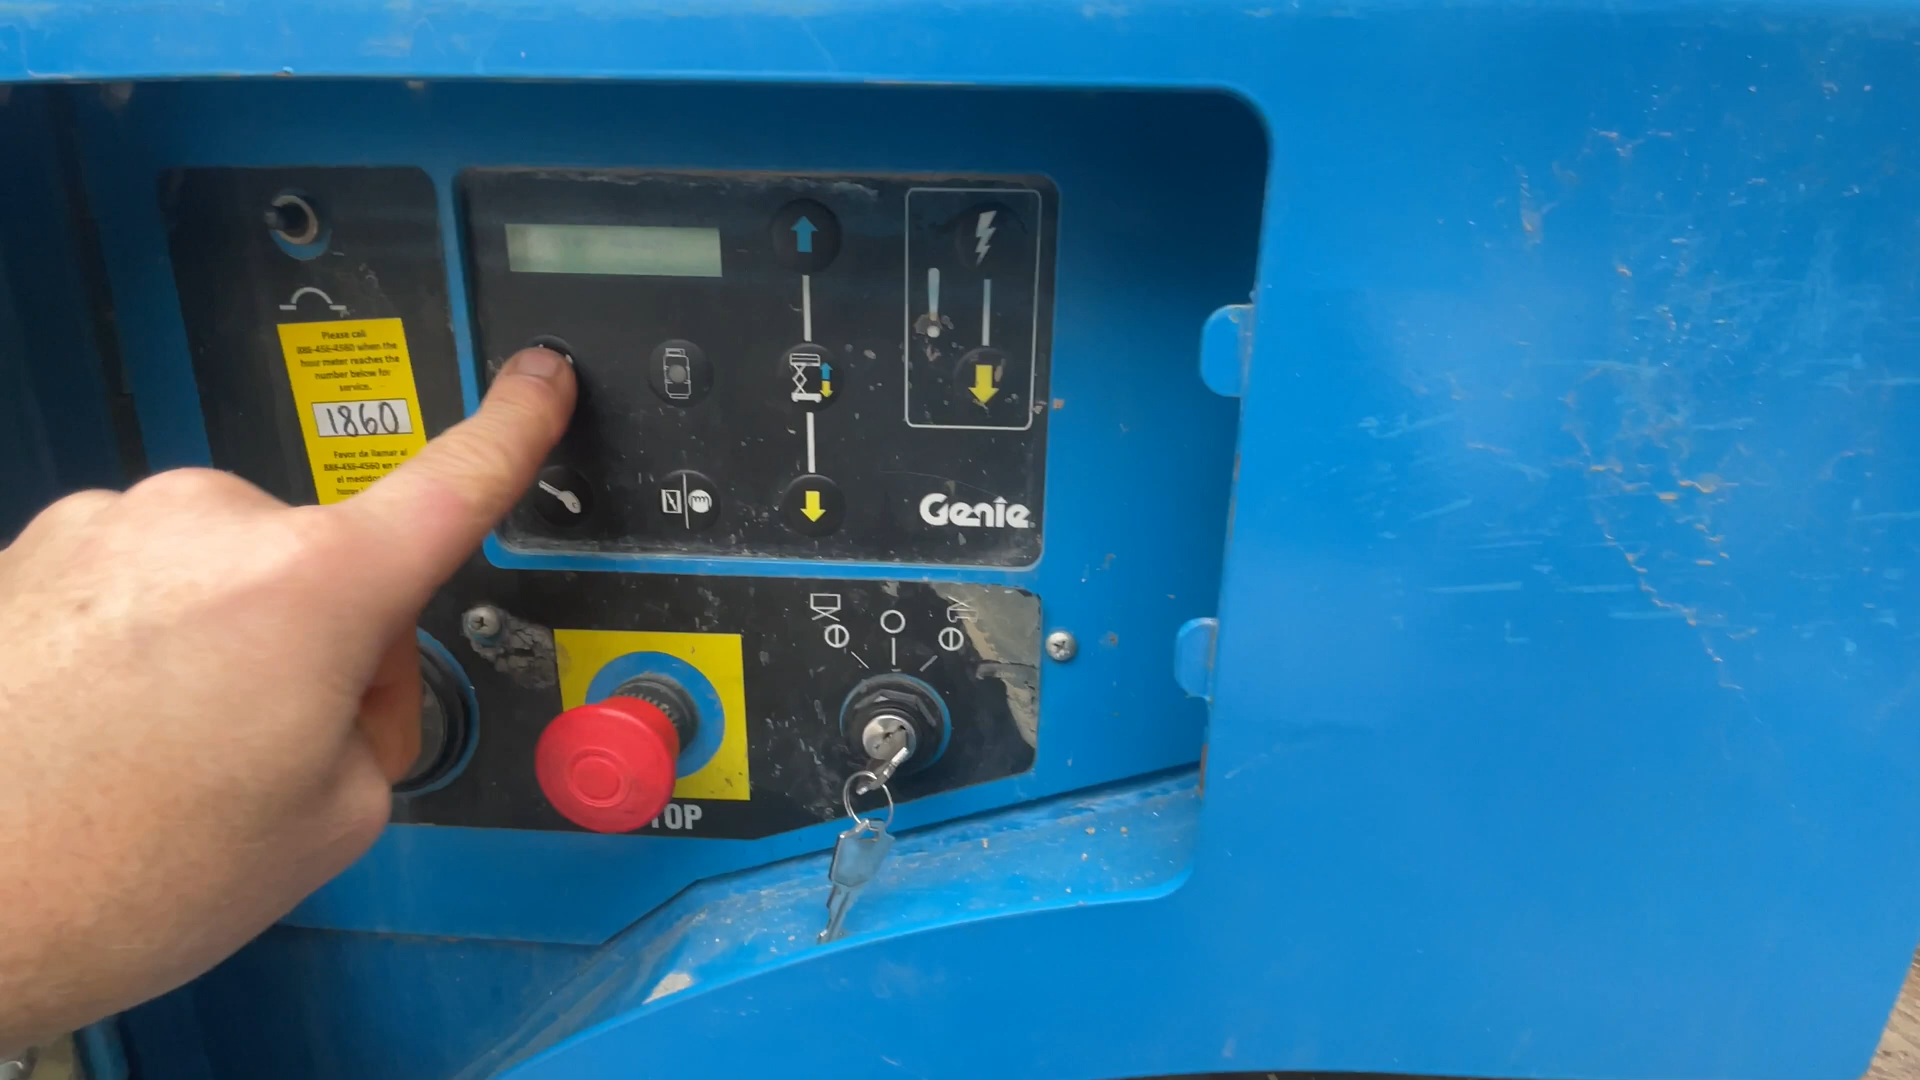 Please call
888-456-4560 when the
hour meter reaches the
number below for
service.
1860
Favor de llamar al
888-456-4560 en
el medidor
Genie
TOP